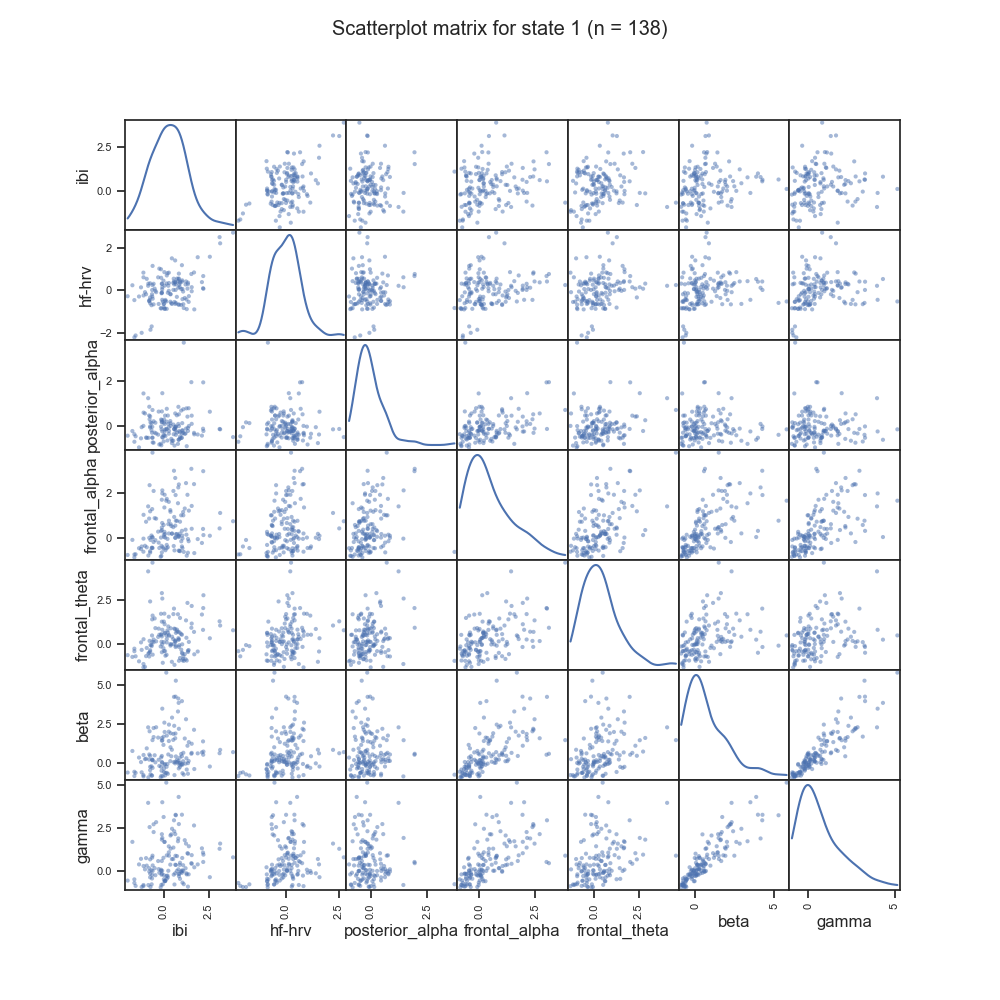 Scatterplot matrix for state 1 (n = 138)
ibi
2.5
0.0
hf-hrv
2
0
−2
posterior_alpha
2
0
frontal_alpha
2
0
frontal_theta
2.5
0.0
beta
5.0
2.5
0.0
gamma
5.0
2.5
0.0
0.0 2.5 0.0 2.5 0.0 2.5 0.0 2.5 0.0 2.5 0 5 0 5
ibi hf-hrv posterior_alpha frontal_alpha frontal_theta beta gamma